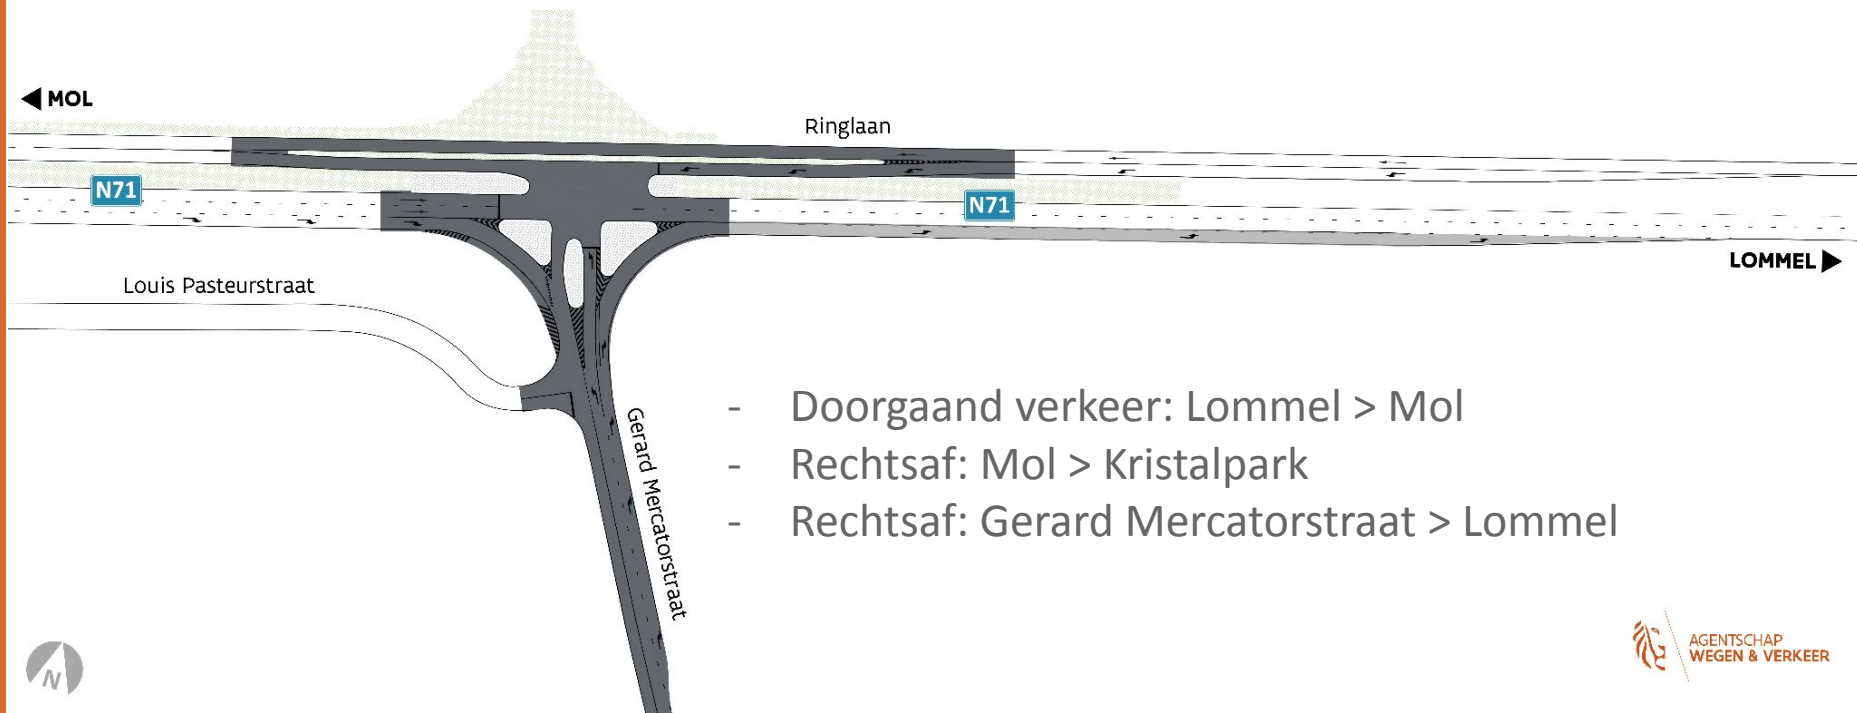 MOL
Ringlaan
N71
N71
LOMMEL
Louis Pasteurstraat
Gerard Mercatorstraat
- Doorgaand verkeer: Lommel > Mol
- Rechtsaf: Mol > Kristalpark
- Rechtsaf: Gerard Mercatorstraat > Lommel
N
AGENTSCHAP
WEGEN & VERKEER